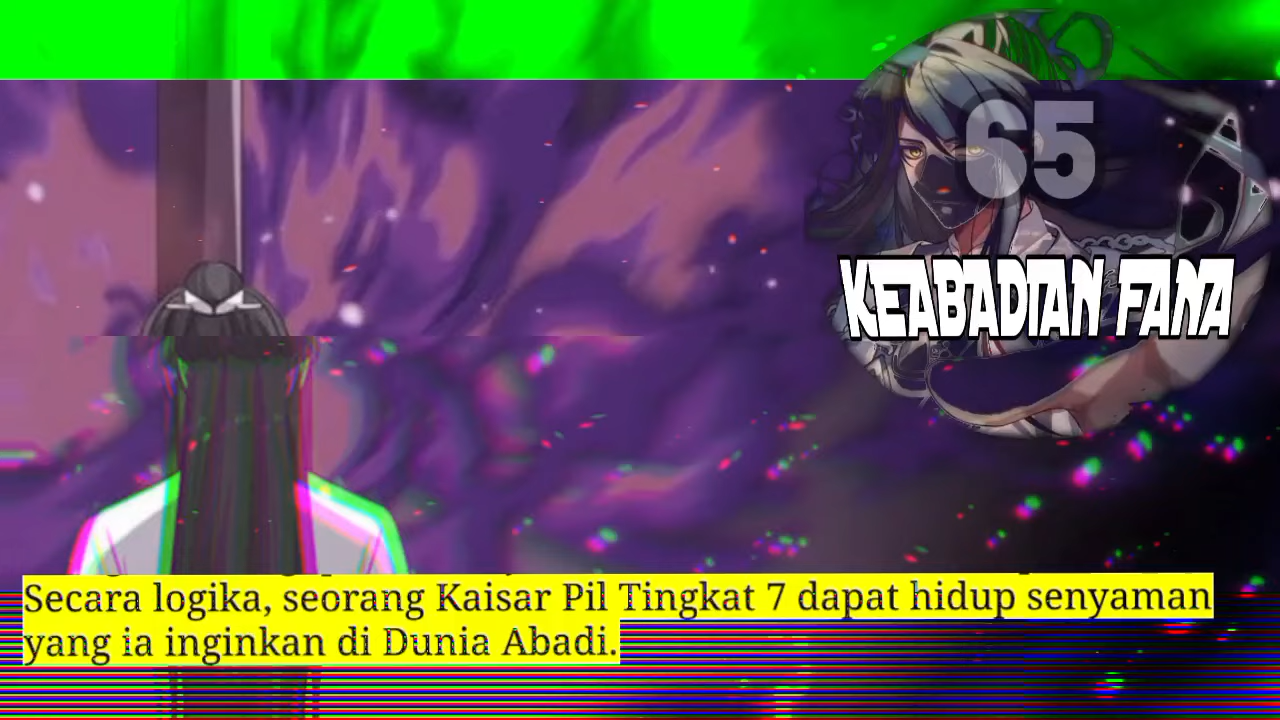 65
KEABADIAN FANA
Secara logika, seorang Kaisar Pil Tingkat 7 dapat hidup senyaman
yang ia inginkan di Dunia Abadi.